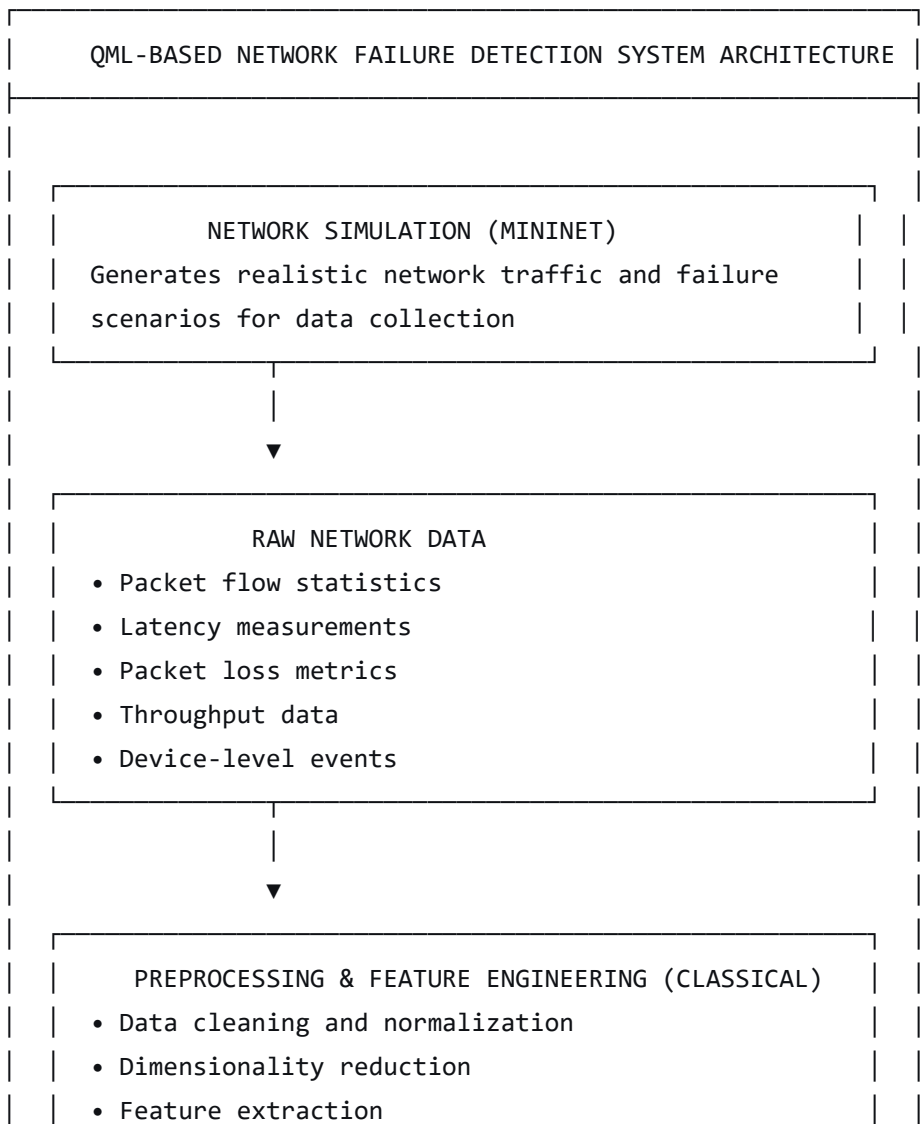 QML-BASED NETWORK FAILURE DETECTION SYSTEM ARCHITECTURE
NETWORK SIMULATION (MININET)
Generates realistic network traffic and failure
scenarios for data collection
RAW NETWORK DATA
• Packet flow statistics
• Latency measurements
• Packet loss metrics
• Throughput data
• Device-level events
PREPROCESSING & FEATURE ENGINEERING (CLASSICAL)
• Data cleaning and normalization
• Dimensionality reduction
• Feature extraction